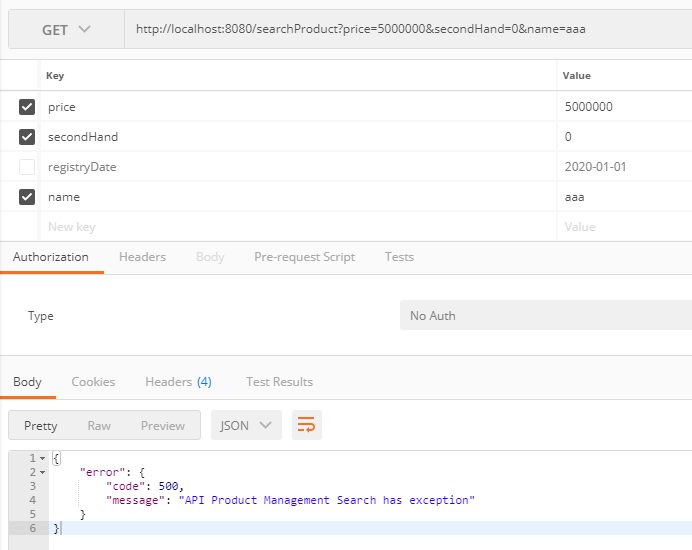 GET http://localhost:8080/searchProduct?price=5000000&secondHand=0&name=aaa
Key Value
price 5000000
secondHand 0
registryDate 2020-01-01
name aaa
New key Value
Authorization Headers Body Pre-request Script Tests
Type No Auth
Body Cookies Headers (4) Test Results
Pretty Raw Preview JSON
1 {
2 "error": {
3 "code": 500,
4 "message": "API Product Management Search has exception"
5 }
6 }